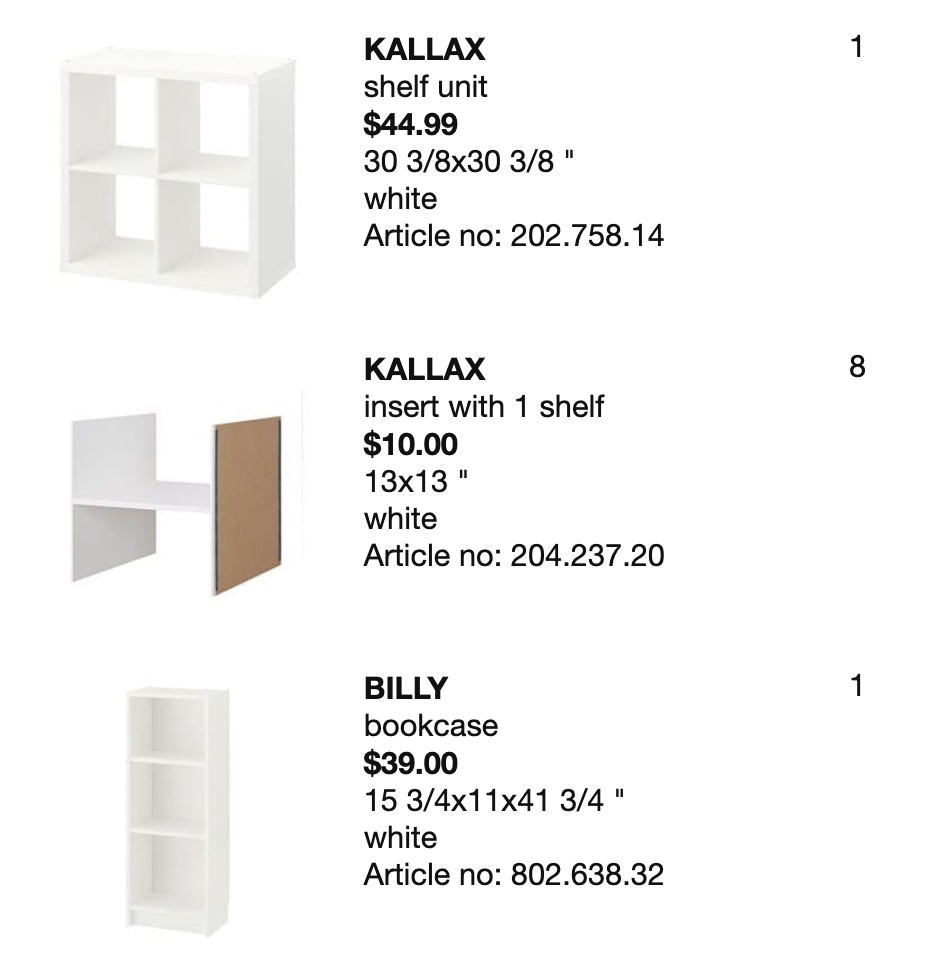 KALLAX 1
shelf unit
$44.99
30 3/8x30 3/8 "
white
Article no: 202.758.14
KALLAX 8
insert with 1 shelf
$10.00
13x13 "
white
Article no: 204.237.20
BILLY 1
bookcase
$39.00
15 3/4x11x41 3/4 "
white
Article no: 802.638.32